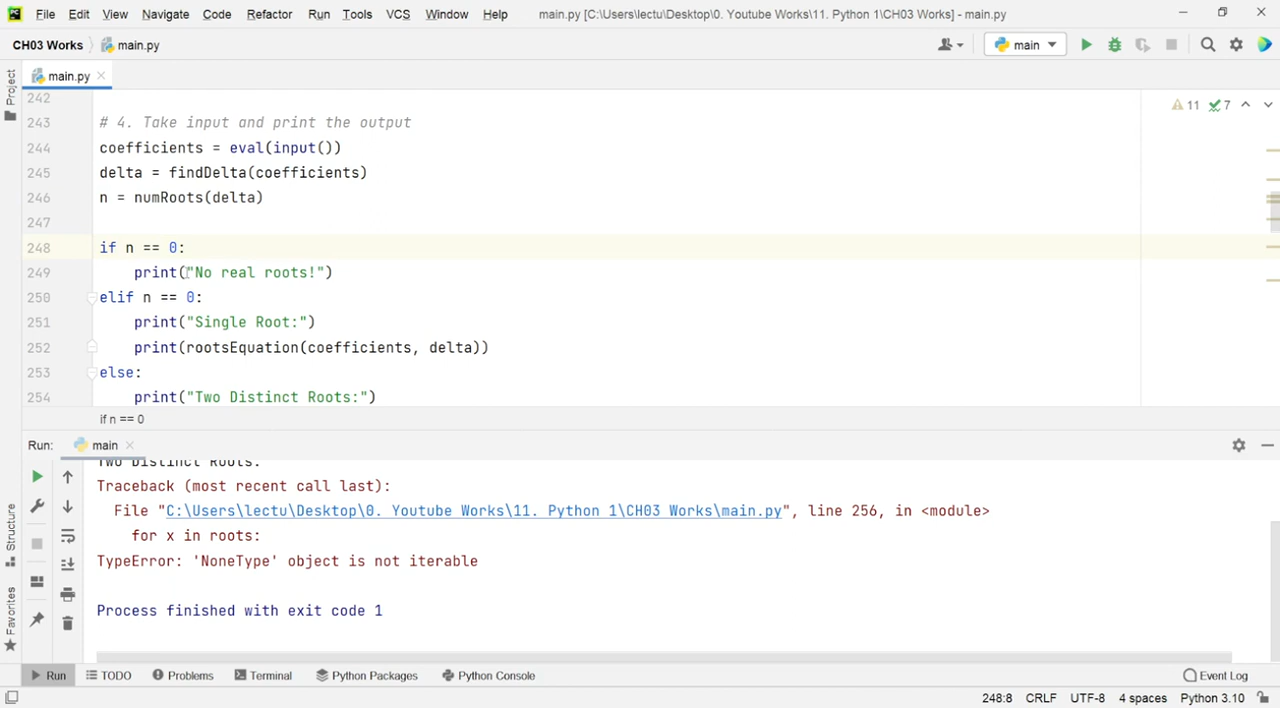 File Edit View Navigate Code Refactor Run Tools VCS Window Help main.py [C:\Users\lectu\Desktop\0. Youtube Works\11. Python 1\CH03 Works] - main.py
CH03 Works main.py main
Project
main.py
11 7
242
243 # 4. Take input and print the output
244 coefficients = eval(input())
245 delta = findDelta(coefficients)
246 n = numRoots(delta)
247
248 if n == 0:
249 print("No real roots!")
250 elif n == 0:
251 print("Single Root:")
252 print(rootsEquation(coefficients, delta))
253 else:
254 print("Two Distinct Roots:")
if n == 0
Run: main
Two Distinct Roots:
Traceback (most recent call last):
File "C:\Users\lectu\Desktop\0. Youtube Works\11. Python 1\CH03 Works\main.py", line 256, in <module>
for x in roots:
TypeError: 'NoneType' object is not iterable
Process finished with exit code 1
Structure
Favorites
Run TODO Problems Terminal Python Packages Python Console Event Log
248:8 CRLF UTF-8 4 spaces Python 3.10